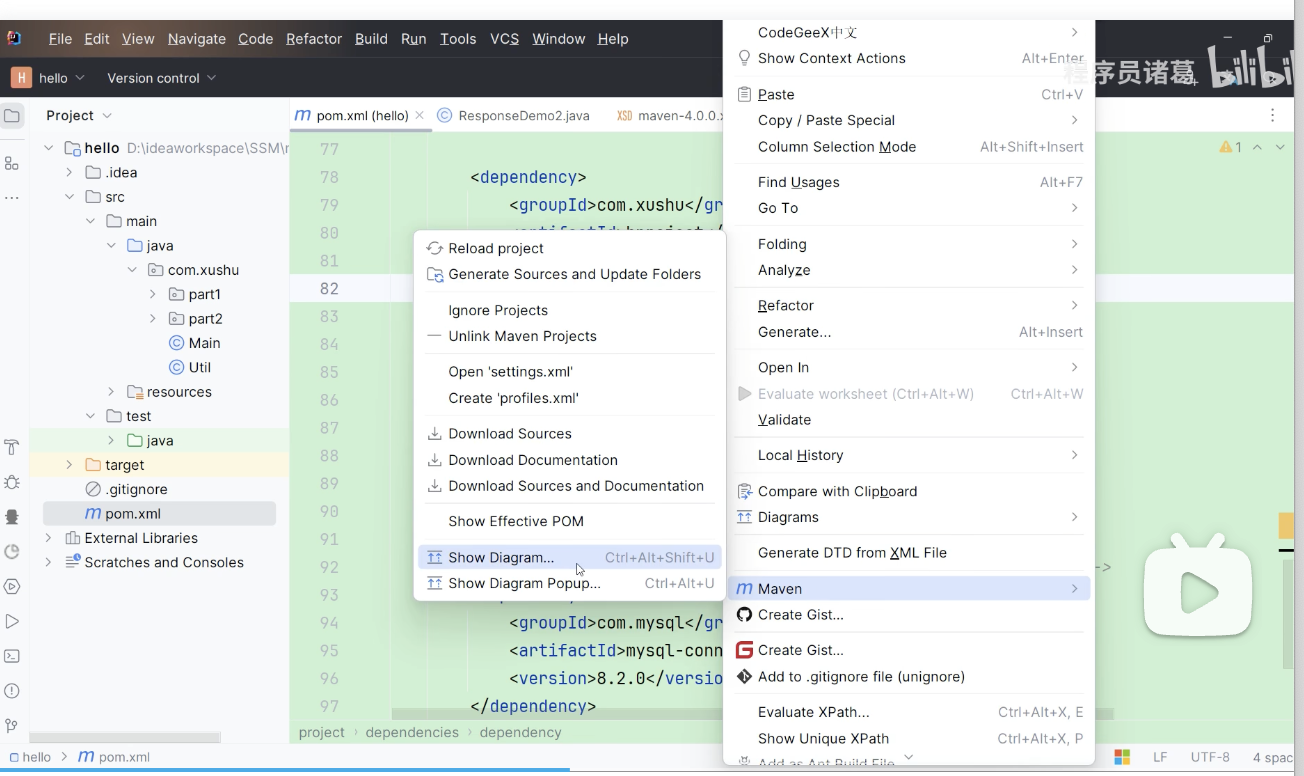 File Edit View Navigate Code Refactor Build Run Tools VCS Window Help
H hello Version control
程序员诸葛 bilibili
Project
pom.xml (hello) ResponseDemo2.java XSD maven-4.0.0.x
hello D:\ideaworkspace\SSM\
.idea
src
main
java
com.xushu
part1
part2
Main
Util
resources
test
java
target
.gitignore
pom.xml
External Libraries
Scratches and Consoles
1
77
78 <dependency>
79 <groupId>com.xushu</gr
80
81
82
83
84
85
86
87
88
89
90
91
92 ->
93
94 <groupId>com.mysql</gr
95 <artifactId>mysql-conn
96 <version>8.2.0</versio
97 </dependency>
Reload project
Generate Sources and Update Folders
Ignore Projects
Unlink Maven Projects
Open 'settings.xml'
Create 'profiles.xml'
Download Sources
Download Documentation
Download Sources and Documentation
Show Effective POM
Show Diagram... Ctrl+Alt+Shift+U
Show Diagram Popup... Ctrl+Alt+U
CodeGeeX中文
Show Context Actions Alt+Enter
Paste Ctrl+V
Copy / Paste Special
Column Selection Mode Alt+Shift+Insert
Find Usages Alt+F7
Go To
Folding
Analyze
Refactor
Generate... Alt+Insert
Open In
Evaluate worksheet (Ctrl+Alt+W) Ctrl+Alt+W
Validate
Local History
Compare with Clipboard
Diagrams
Generate DTD from XML File
Maven
Create Gist...
Create Gist...
Add to .gitignore file (unignore)
Evaluate XPath... Ctrl+Alt+X, E
Show Unique XPath Ctrl+Alt+X, P
Add as Ant Build File
project › dependencies › dependency
hello > pom.xml
LF UTF-8 4 spac